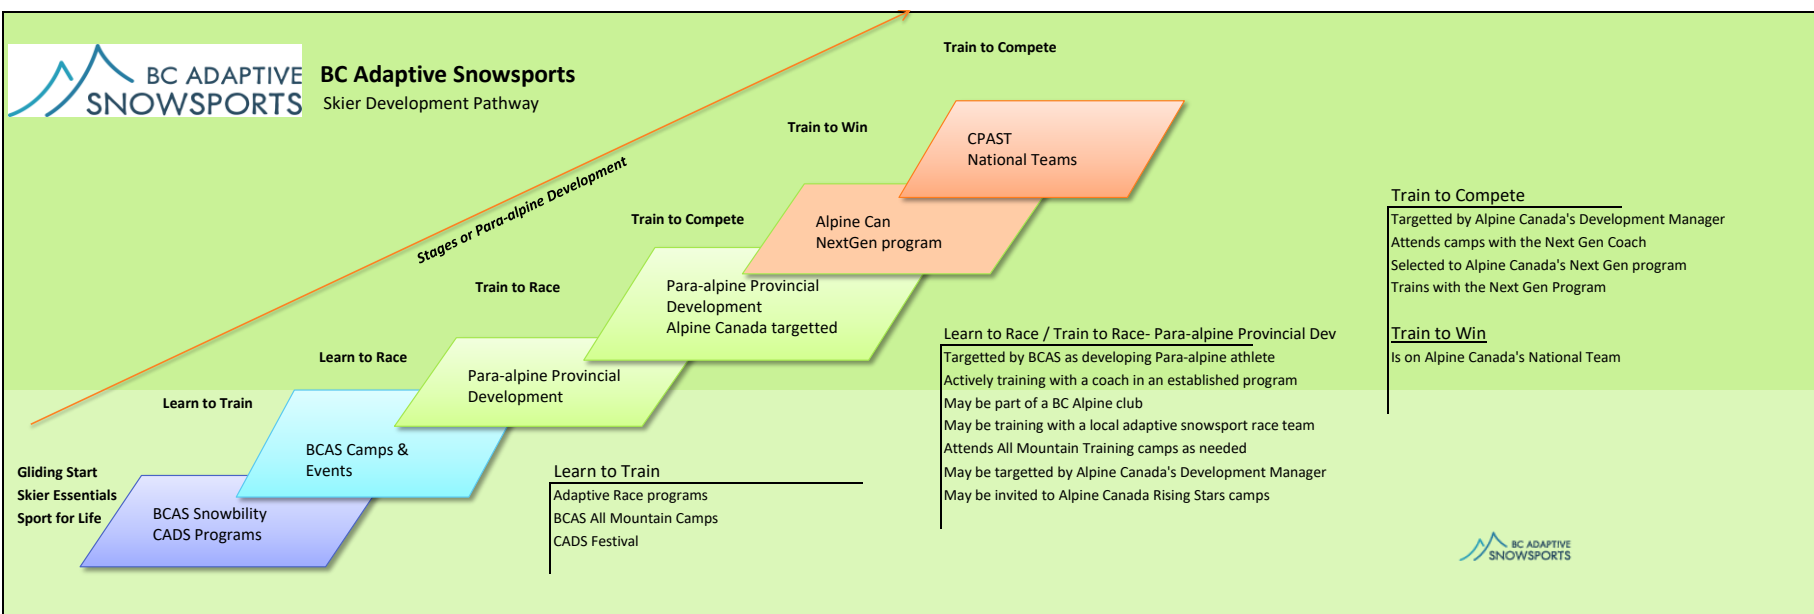 BC ADAPTIVE
SNOWSPORTS
BC Adaptive Snowsports
Skier Development Pathway
Stages or Para-alpine Development
Train to Compete
CPAST
National Teams
Train to Win
Alpine Can
NextGen program
Train to Compete
Para-alpine Provincial
Development
Alpine Canada targetted
Train to Race
Para-alpine Provincial
Development
Learn to Race
BCAS Camps &
Events
Learn to Train
Gliding Start
Skier Essentials
Sport for Life
BCAS Snowbility
CADS Programs
Learn to Train
Adaptive Race programs
BCAS All Mountain Camps
CADS Festival
Learn to Race / Train to Race- Para-alpine Provincial Dev
Targetted by BCAS as developing Para-alpine athlete
Actively training with a coach in an established program
May be part of a BC Alpine club
May be training with a local adaptive snowsport race team
Attends All Mountain Training camps as needed
May be targetted by Alpine Canada's Development Manager
May be invited to Alpine Canada Rising Stars camps
Train to Compete
Targetted by Alpine Canada's Development Manager
Attends camps with the Next Gen Coach
Selected to Alpine Canada's Next Gen program
Trains with the Next Gen Program
Train to Win
Is on Alpine Canada's National Team
BC ADAPTIVE
SNOWSPORTS